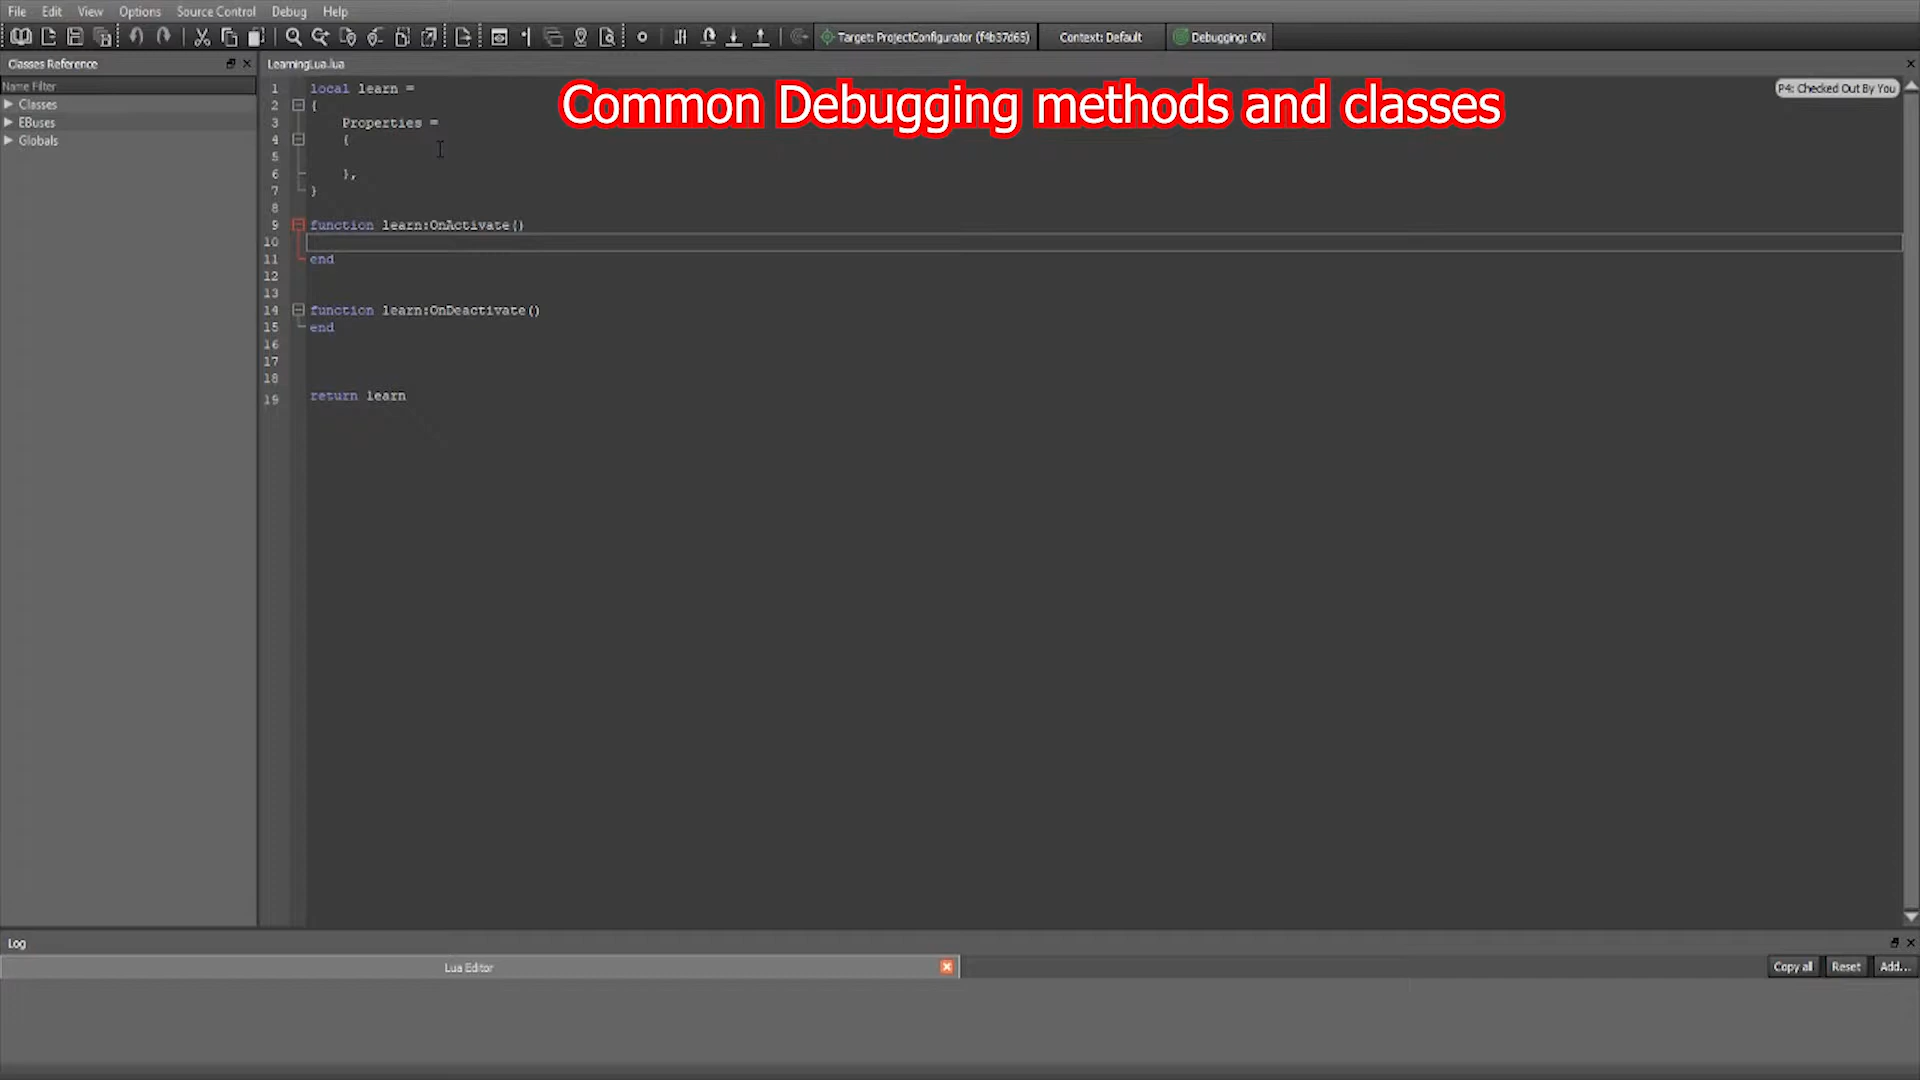 File Edit View Options Source Control Debug Help
Target: ProjectConfigurator (f4b37d65) Context: Default Debugging: ON
Classes Reference
Name Filter
Classes
EBuses
Globals
LearningLua.lua
Common Debugging methods and classes
P4: Checked Out By You
1 local learn =
2 {
3 Properties =
4 {
5
6 },
7 }
8
9 function learn:OnActivate()
10
11 end
12
13
14 function learn:OnDeactivate()
15 end
16
17
18
19 return learn
Log
Lua Editor
Copy all Reset Add...